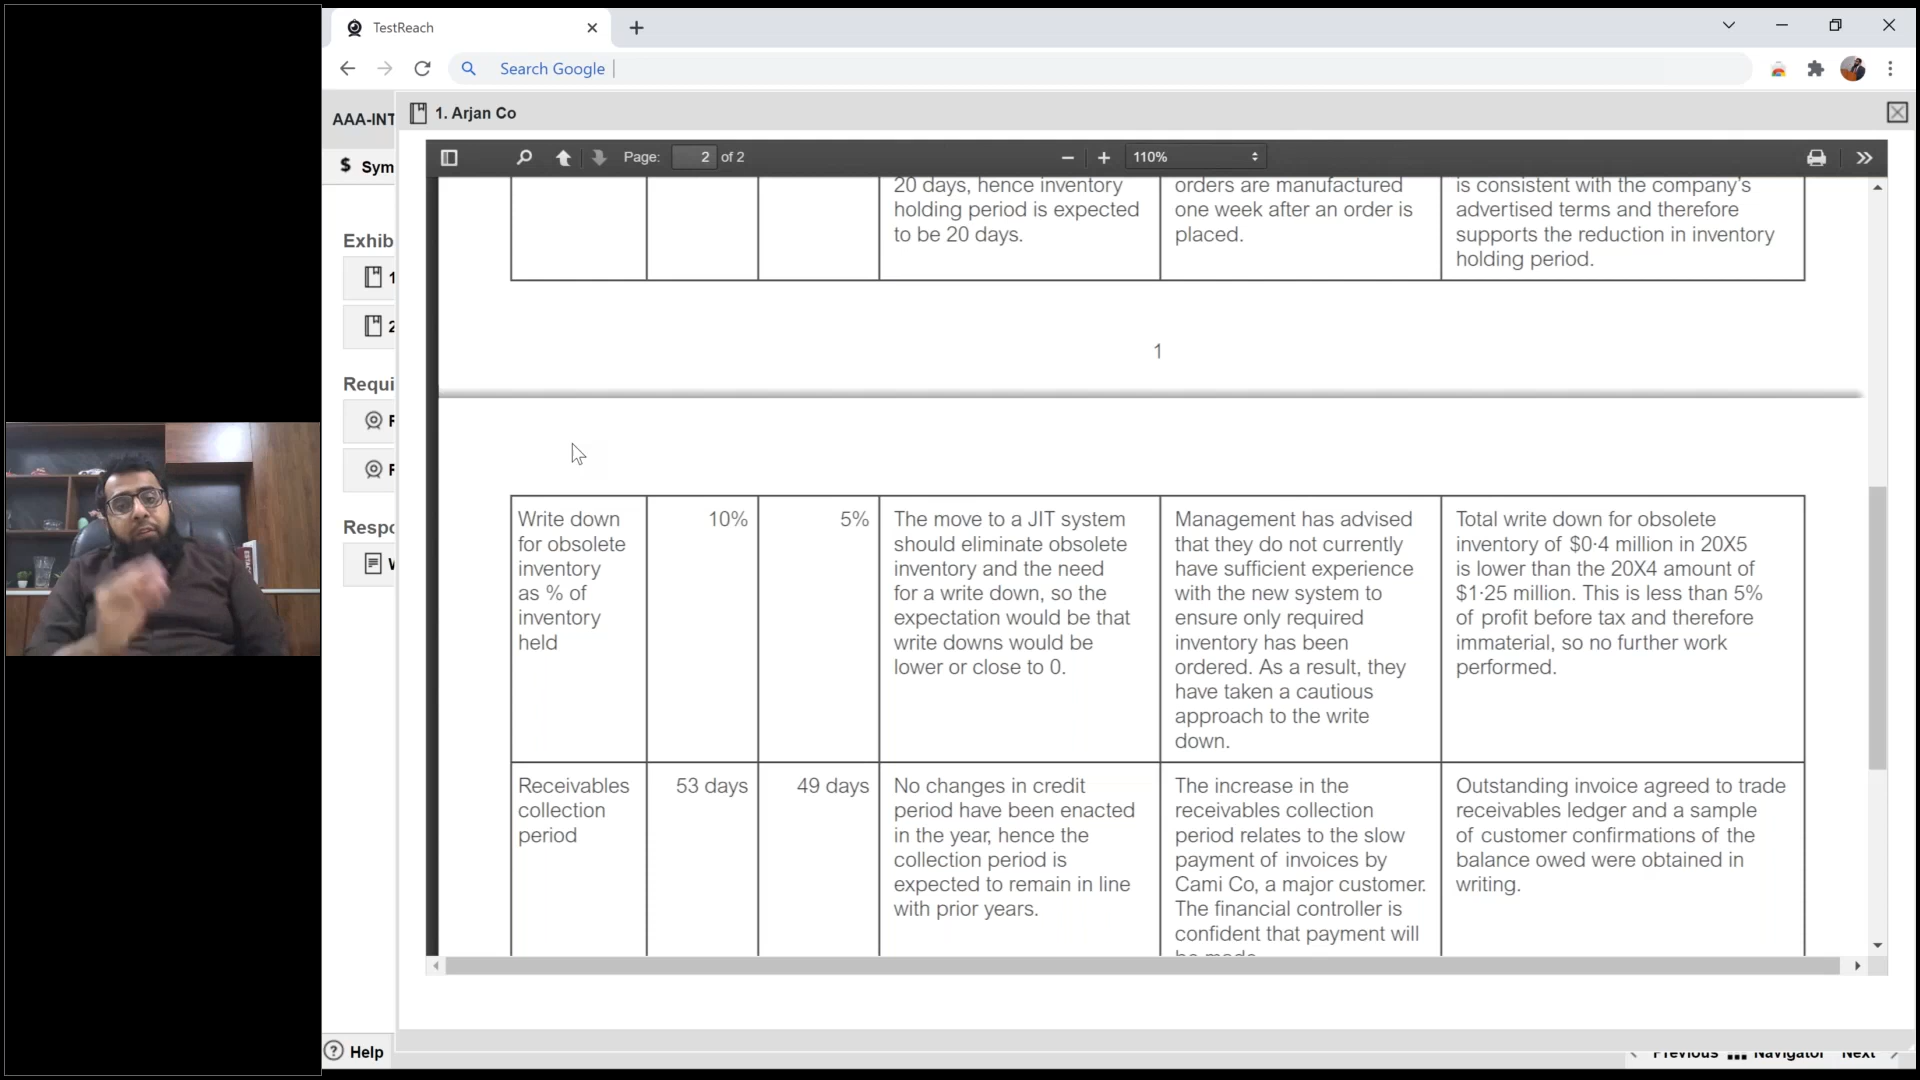 TestReach
Search Google
AAA-INT
1. Arjan Co
$ Sym
Page: 2 of 2
110%
20 days, hence inventory
holding period is expected
to be 20 days.
orders are manufactured
one week after an order is
placed.
is consistent with the company's
advertised terms and therefore
supports the reduction in inventory
holding period.
Exhib
1
2
Requi
Respo
1
Write down
for obsolete
inventory
as % of
inventory
held
10%
5%
The move to a JIT system
should eliminate obsolete
inventory and the need
for a write down, so the
expectation would be that
write downs would be
lower or close to 0.
Management has advised
that they do not currently
have sufficient experience
with the new system to
ensure only required
inventory has been
ordered. As a result, they
have taken a cautious
approach to the write
down.
Total write down for obsolete
inventory of $0·4 million in 20X5
is lower than the 20X4 amount of
$1·25 million. This is less than 5%
of profit before tax and therefore
immaterial, so no further work
performed.
Receivables
collection
period
53 days
49 days
No changes in credit
period have been enacted
in the year, hence the
collection period is
expected to remain in line
with prior years.
The increase in the
receivables collection
period relates to the slow
payment of invoices by
Cami Co, a major customer.
The financial controller is
confident that payment will
be made
Outstanding invoice agreed to trade
receivables ledger and a sample
of customer confirmations of the
balance owed were obtained in
writing.
Help
Previous
Navigator
Next